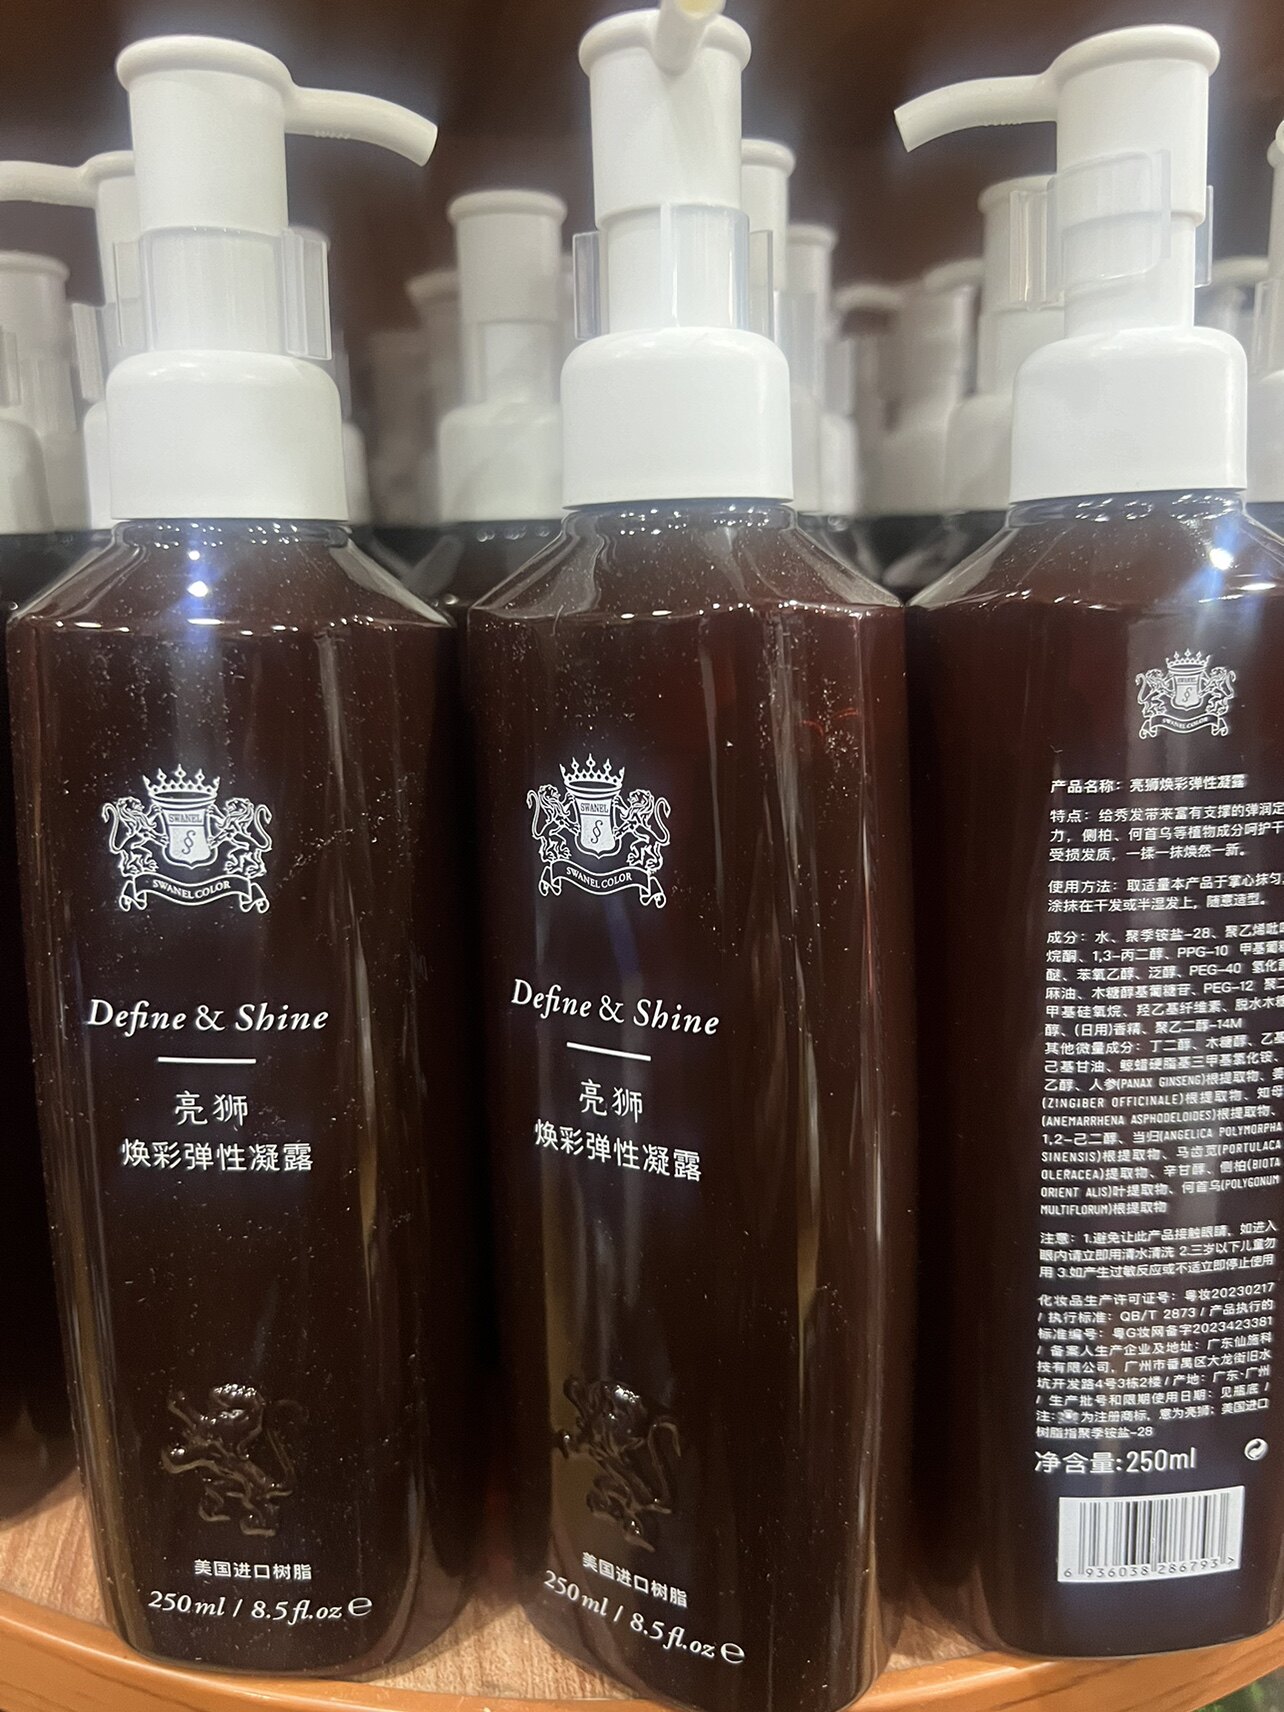 SWANEL
SWANEL COLOR
Define & Shine
亮狮
焕彩弹性凝露
美国进口树脂
250 ml / 8.5 fl.oz ℮
SWANEL
SWANEL COLOR
Define & Shine
亮狮
焕彩弹性凝露
美国进口树脂
250 ml / 8.5 fl.oz ℮
SWANEL
SWANEL COLOR
产品名称：亮狮焕彩弹性凝露
特点：给秀发带来富有支撑的弹润定
力，侧柏、何首乌等植物成分呵护干
受损发质，一揉一抹焕然一新。
使用方法：取适量本产品于掌心抹匀，
涂抹在干发或半湿发上，随意造型。
成分：水、聚季铵盐-28、聚乙烯吡咯
烷酮、1,3-丙二醇、PPG-10 甲基葡萄
醚、苯氧乙醇、泛醇、PEG-40 氢化蓖
麻油、木糖醇基葡糖苷、PEG-12 聚二
甲基硅氧烷、羟乙基纤维素、脱水木糖
醇、(日用)香精、聚乙二醇-14M
其他微量成分：丁二醇、木糖醇、乙基
己基甘油、鲸蜡硬脂基三甲基氯化铵、
乙醇、人参(PANAX GINSENG)根提取物、姜
(ZINGIBER OFFICINALE)根提取物、知母
(ANEMARRHENA ASPHODELOIDES)根提取物、
1,2-己二醇、当归(ANGELICA POLYMORPHA
SINENSIS)根提取物、马齿苋(PORTULACA
OLERACEA)提取物、辛甘醇、侧柏(BIOTA
ORIENT ALIS)叶提取物、何首乌(POLYGONUM
MULTIFLORUM)根提取物
注意：1.避免让此产品接触眼睛，如进入
眼内请立即用清水清洗 2.三岁以下儿童勿
用 3.如产生过敏反应或不适立即停止使用
化妆品生产许可证号：粤妆20230217
/ 执行标准：QB/T 2873 / 产品执行的
标准编号：粤G妆网备字2023423381
/ 备案人生产企业及地址：广东仙施科
技有限公司，广州市番禺区大龙街旧水
坑开发路4号3栋2楼 / 产地：广东·广州
/ 生产批号和限期使用日期：见瓶底 /
注： 为注册商标，意为亮狮；美国进口
树脂指聚季铵盐-28
净含量:250ml
6 936038 286793 >